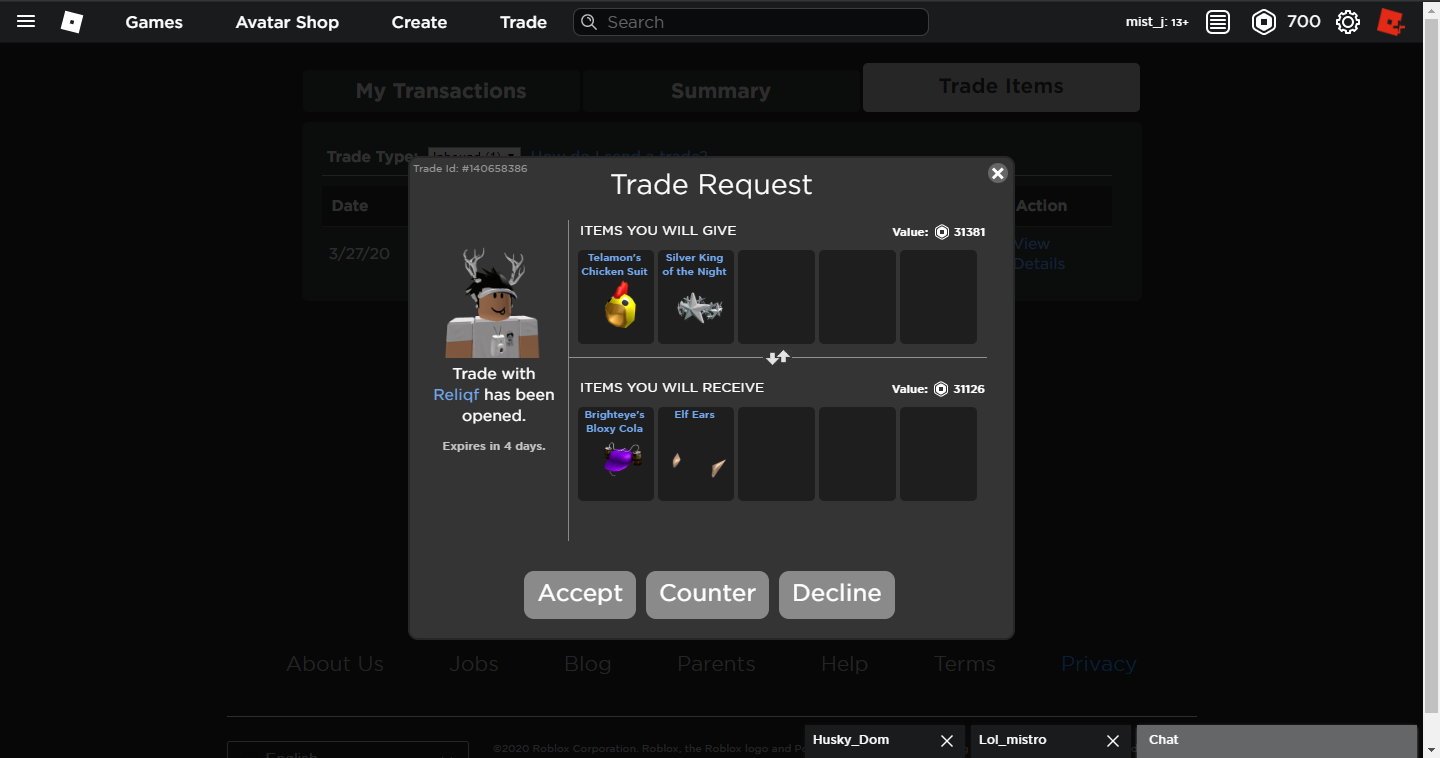 Games
Avatar Shop
Create
Trade
Search
mist_j: 13+
700
My Transactions
Summary
Trade Items
Trade Type: Inbound (1) How do I send a trade?
Trade Id: #140658386
Trade Request
Date
Action
3/27/20
View
Details
ITEMS YOU WILL GIVE
Value: 31381
Telamon's
Chicken Suit
Silver King
of the Night
Trade with
Reliqf has been
opened.
Expires in 4 days.
ITEMS YOU WILL RECEIVE
Value: 31126
Brighteye's
Bloxy Cola
Elf Ears
Accept
Counter
Decline
About Us
Jobs
Blog
Parents
Help
Terms
Privacy
English
©2020 Roblox Corporation. Roblox, the Roblox logo and
Husky_Dom
Lol_mistro
Chat